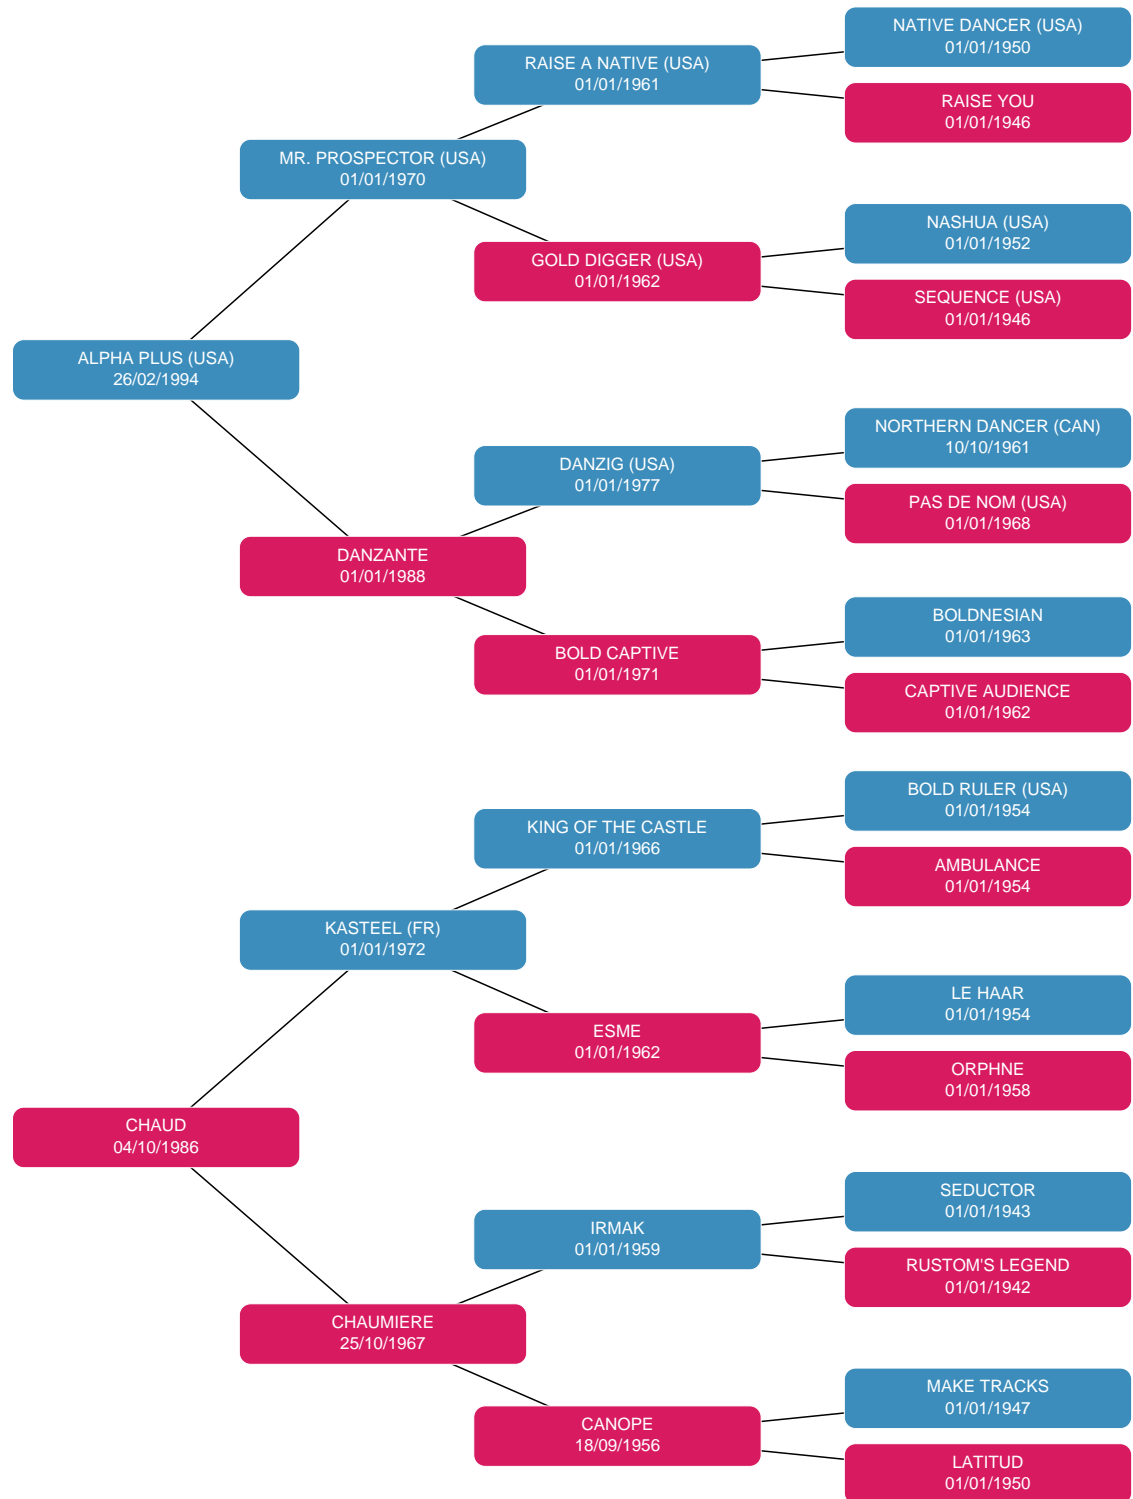 NATIVE DANCER (USA)
01/01/1950
RAISE A NATIVE (USA)
01/01/1961
RAISE YOU
01/01/1946
MR. PROSPECTOR (USA)
01/01/1970
NASHUA (USA)
01/01/1952
GOLD DIGGER (USA)
01/01/1962
SEQUENCE (USA)
01/01/1946
ALPHA PLUS (USA)
26/02/1994
NORTHERN DANCER (CAN)
10/10/1961
DANZIG (USA)
01/01/1977
PAS DE NOM (USA)
01/01/1968
DANZANTE
01/01/1988
BOLDNESIAN
01/01/1963
BOLD CAPTIVE
01/01/1971
CAPTIVE AUDIENCE
01/01/1962
BOLD RULER (USA)
01/01/1954
KING OF THE CASTLE
01/01/1966
AMBULANCE
01/01/1954
KASTEEL (FR)
01/01/1972
LE HAAR
01/01/1954
ESME
01/01/1962
ORPHNE
01/01/1958
CHAUD
04/10/1986
SEDUCTOR
01/01/1943
IRMAK
01/01/1959
RUSTOM'S LEGEND
01/01/1942
CHAUMIERE
25/10/1967
MAKE TRACKS
01/01/1947
CANOPE
18/09/1956
LATITUD
01/01/1950